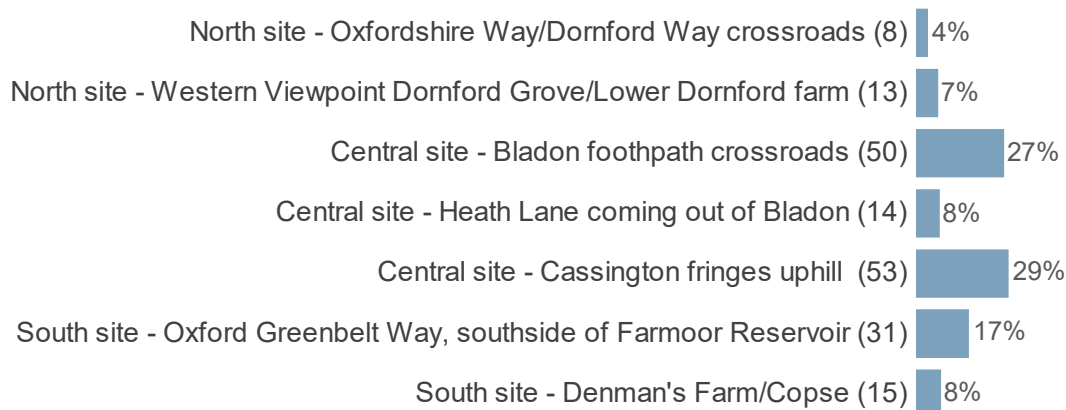 North site - Oxfordshire Way/Dornford Way crossroads (8) 4%
North site - Western Viewpoint Dornford Grove/Lower Dornford farm (13) 7%
Central site - Bladon foothpath crossroads (50) 27%
Central site - Heath Lane coming out of Bladon (14) 8%
Central site - Cassington fringes uphill  (53) 29%
South site - Oxford Greenbelt Way, southside of Farmoor Reservoir (31) 17%
South site - Denman's Farm/Copse (15) 8%